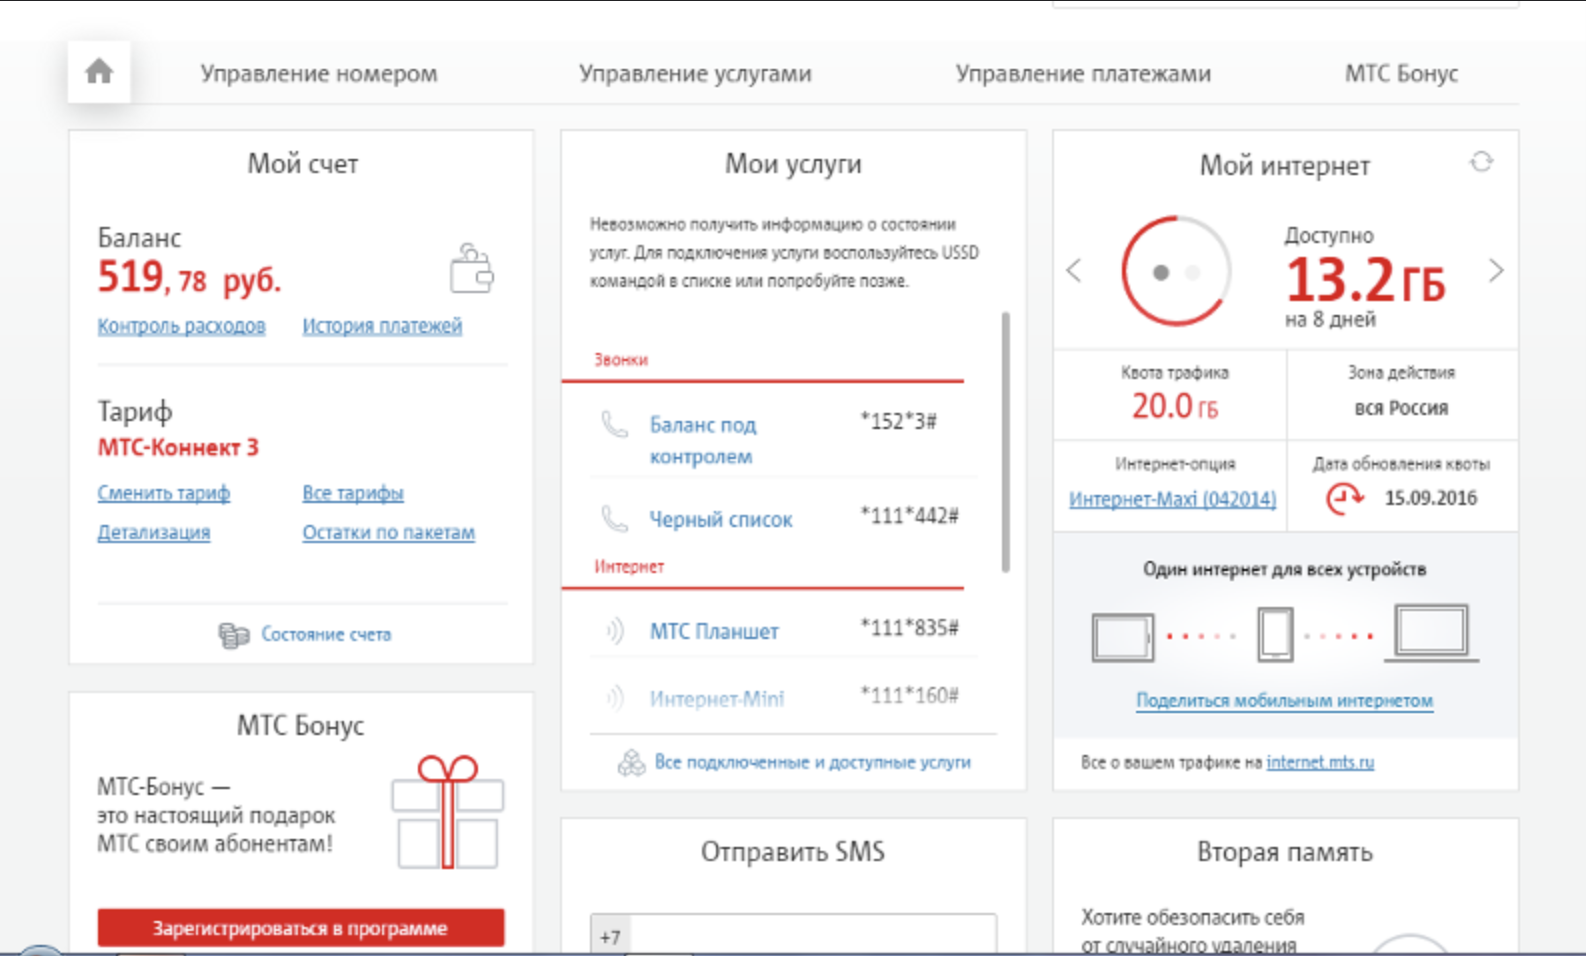 Управление номером
Управление услугами
Управление платежами
МТС Бонус
Мой счет
Баланс
519, 78 руб.
Контроль расходов
История платежей
Тариф
МТС-Коннект 3
Сменить тариф
Все тарифы
Детализация
Остатки по пакетам
Состояние счета
МТС Бонус
МТС-Бонус —
это настоящий подарок
МТС своим абонентам!
Зарегистрироваться в программе
Мои услуги
Невозможно получить информацию о состоянии
услуг. Для подключения услуги воспользуйтесь USSD
командой в списке или попробуйте позже.
Звонки
Баланс под
контролем
*152*3#
Черный список
*111*442#
Интернет
МТС Планшет
*111*835#
Интернет-Mini
*111*160#
Все подключенные и доступные услуги
Отправить SMS
+7
Мой интернет
Доступно
13.2 ГБ
на 8 дней
Квота трафика
20.0 ГБ
Зона действия
вся Россия
Интернет-опция
Интернет-Maxi (042014)
Дата обновления квоты
15.09.2016
Один интернет для всех устройств
Поделиться мобильным интернетом
Все о вашем трафике на internet.mts.ru
Вторая память
Хотите обезопасить себя
от случайного удаления